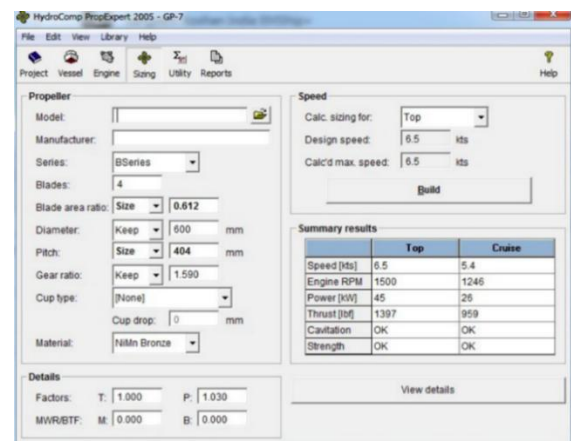 HydroComp PropExpert 2005 - GP-7
File Edit View Library Help
Project Vessel Engine Sizing Utility Reports Help
Propeller
Model:
Manufacturer:
Series: BSeries
Blades: 4
Blade area ratio: Size 0.612
Diameter: Keep 600 mm
Pitch: Size 404 mm
Gear ratio: Keep 1.590
Cup type: [None]
Cup drop: 0 mm
Material: NiMn Bronze
Details
Factors: T: 1.000 P: 1.030
MWR/BTF: M: 0.000 B: 0.000
Speed
Calc. sizing for: Top
Design speed: 6.5 kts
Calc'd max. speed: 6.5 kts
Build
Summary results
Top Cruise
Speed [kts] 6.5 5.4
Engine RPM 1500 1246
Power [kW] 45 26
Thrust [lbf] 1397 959
Cavitation OK OK
Strength OK OK
View details